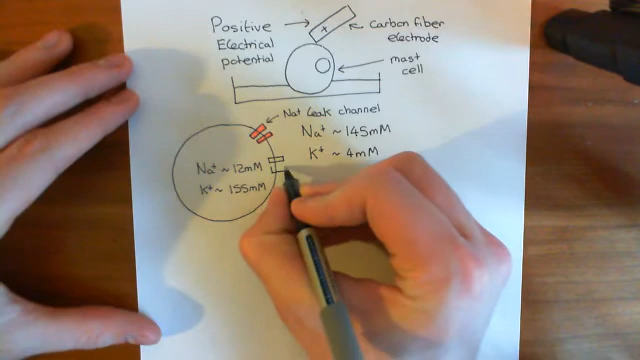 Positive
Electrical
potential
+
Carbon fiber
electrode
mast
cell
Na+ Leak channel
Na+ ~ 145mM
K+ ~ 4mM
Na+ ~ 12mM
K+ ~ 155mM